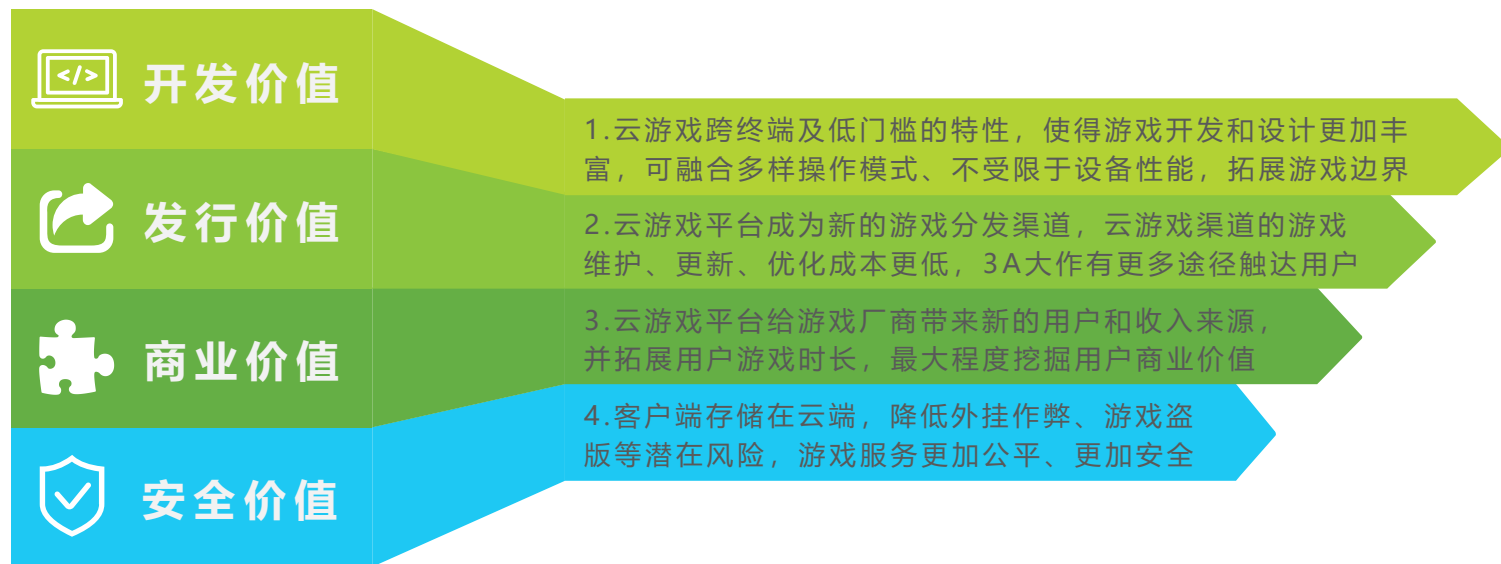 </>
开发价值
1.云游戏跨终端及低门槛的特性，使得游戏开发和设计更加丰
富，可融合多样操作模式、不受限于设备性能，拓展游戏边界
发行价值
2.云游戏平台成为新的游戏分发渠道，云游戏渠道的游戏
维护、更新、优化成本更低，3A大作有更多途径触达用户
商业价值
3.云游戏平台给游戏厂商带来新的用户和收入来源，
并拓展用户游戏时长，最大程度挖掘用户商业价值
安全价值
4.客户端存储在云端，降低外挂作弊、游戏盗
版等潜在风险，游戏服务更加公平、更加安全